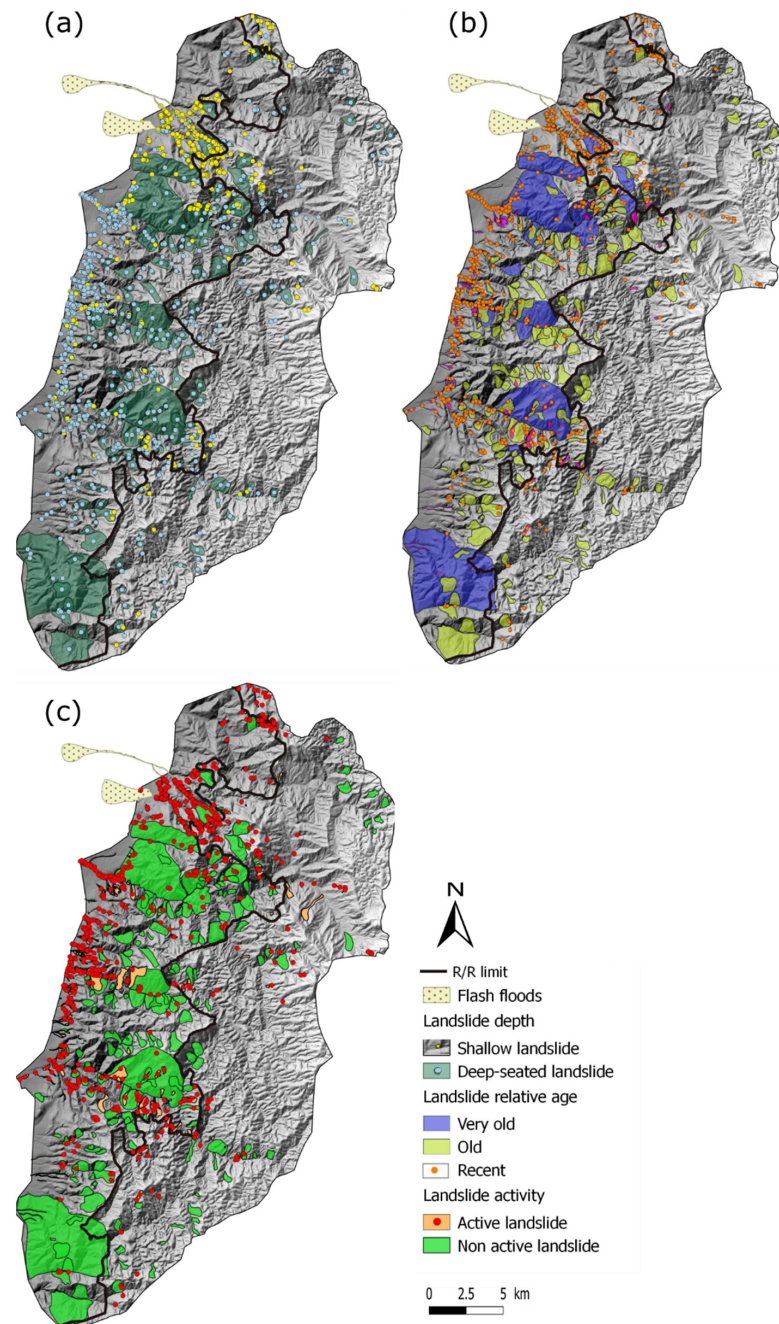 (a)
(b)
(c)
N
R/R limit
Flash floods
Landslide depth
Shallow landslide
Deep-seated landslide
Landslide relative age
Very old
Old
Recent
Landslide activity
Active landslide
Non active landslide
0 2.5 5 km